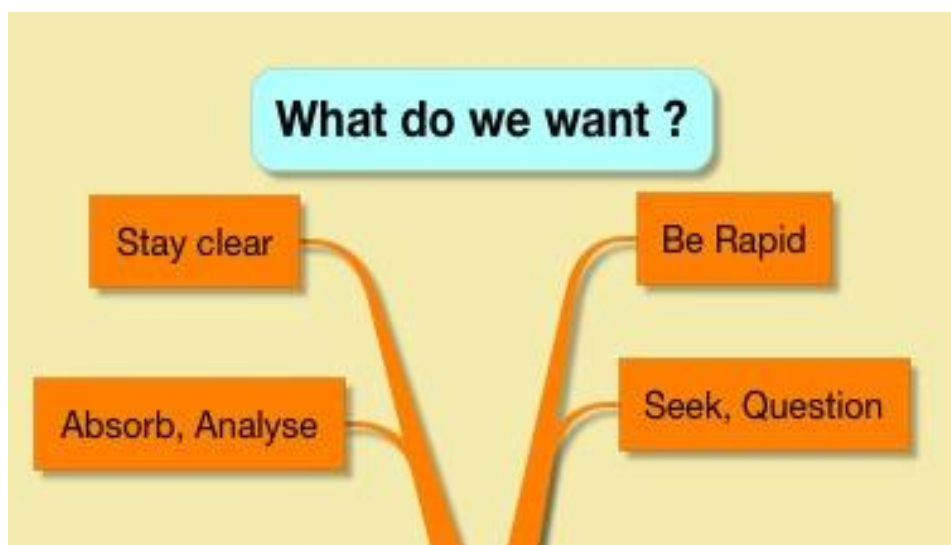 What do we want ?
Stay clear
Be Rapid
Absorb, Analyse
Seek, Question